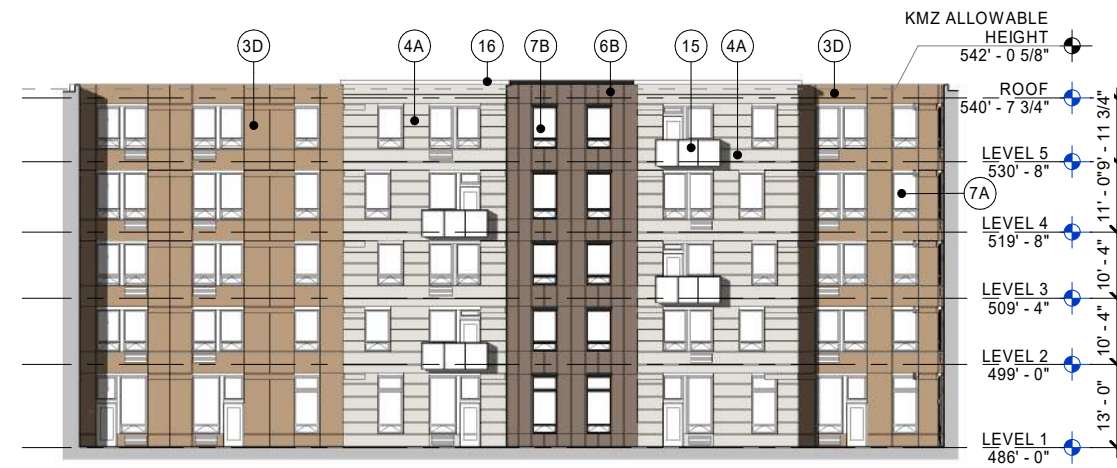 KMZ ALLOWABLE
HEIGHT
542' - 0 5/8"
3D
4A
16
7B
6B
15
4A
3D
ROOF
540' - 7 3/4"
9' - 11 3/4"
LEVEL 5
530' - 8"
11' - 0"
7A
LEVEL 4
519' - 8"
10' - 4"
LEVEL 3
509' - 4"
10' - 4"
LEVEL 2
499' - 0"
13' - 0"
LEVEL 1
486' - 0"